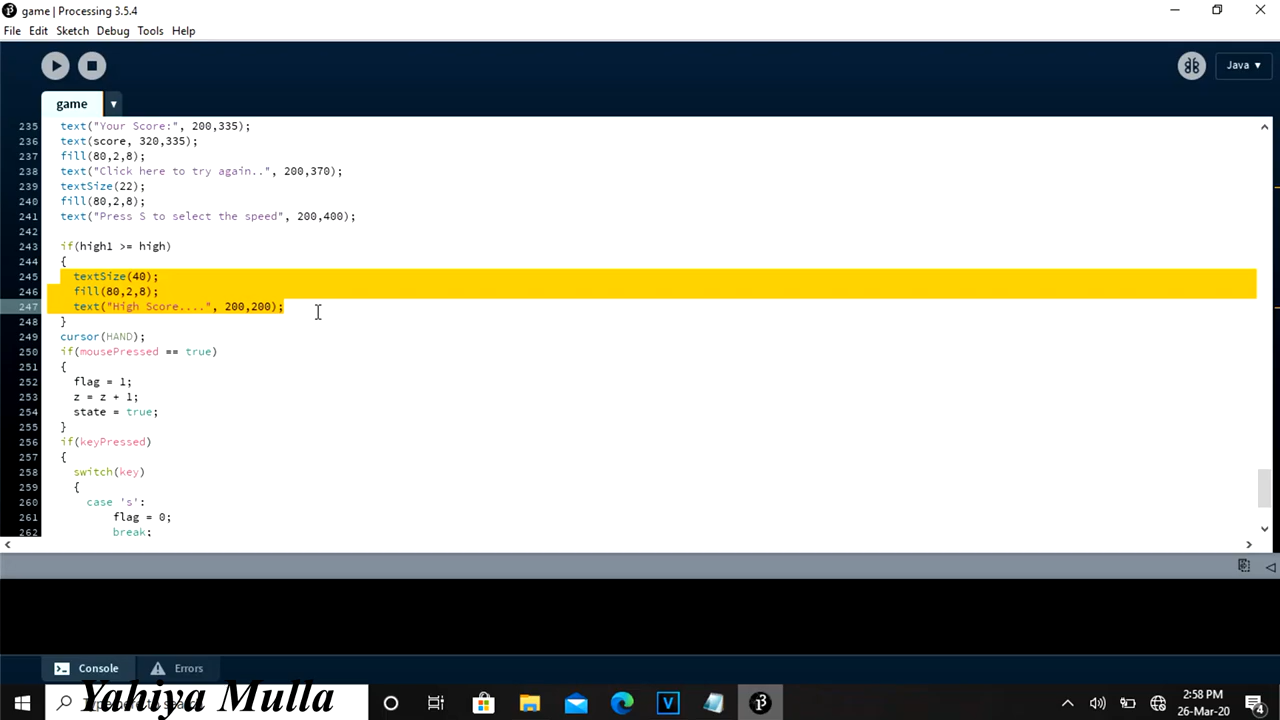 game | Processing 3.5.4
File Edit Sketch Debug Tools Help
Java ▾
game ▾
235 text("Your Score:", 200,335);
236 text(score, 320,335);
237 fill(80,2,8);
238 text("Click here to try again..", 200,370);
239 textSize(22);
240 fill(80,2,8);
241 text("Press S to select the speed", 200,400);
242
243 if(high1 >= high)
244 {
245 textSize(40);
246 fill(80,2,8);
247 text("High Score....", 200,200);
248 }
249 cursor(HAND);
250 if(mousePressed == true)
251 {
252 flag = 1;
253 z = z + 1;
254 state = true;
255 }
256 if(keyPressed)
257 {
258 switch(key)
259 {
260 case 's':
261 flag = 0;
262 break;
Console Errors
Yahiya Mulla
2:58 PM
26-Mar-20
4